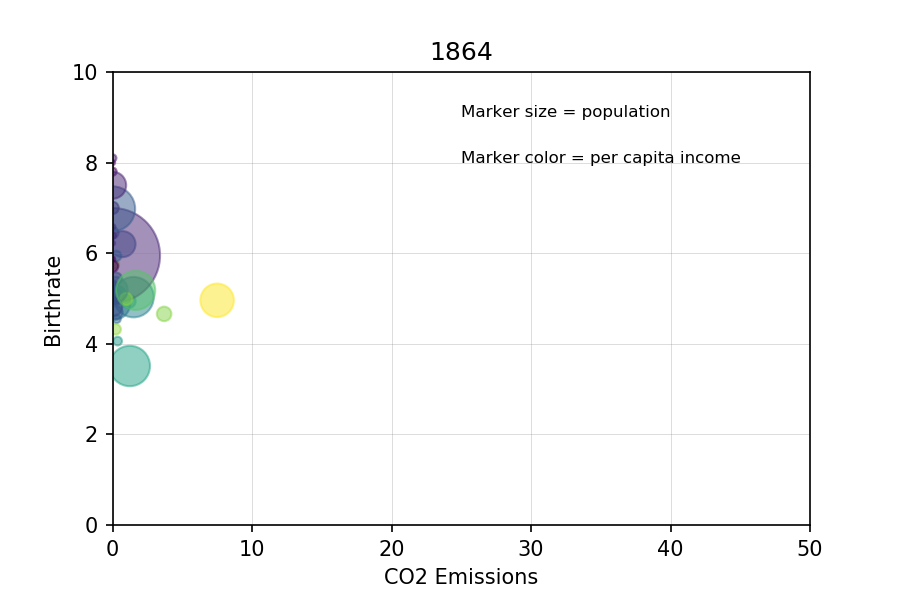 1864
10
8
6
4
2
0
Birthrate
Marker size = population
Marker color = per capita income
0 10 20 30 40 50
CO2 Emissions